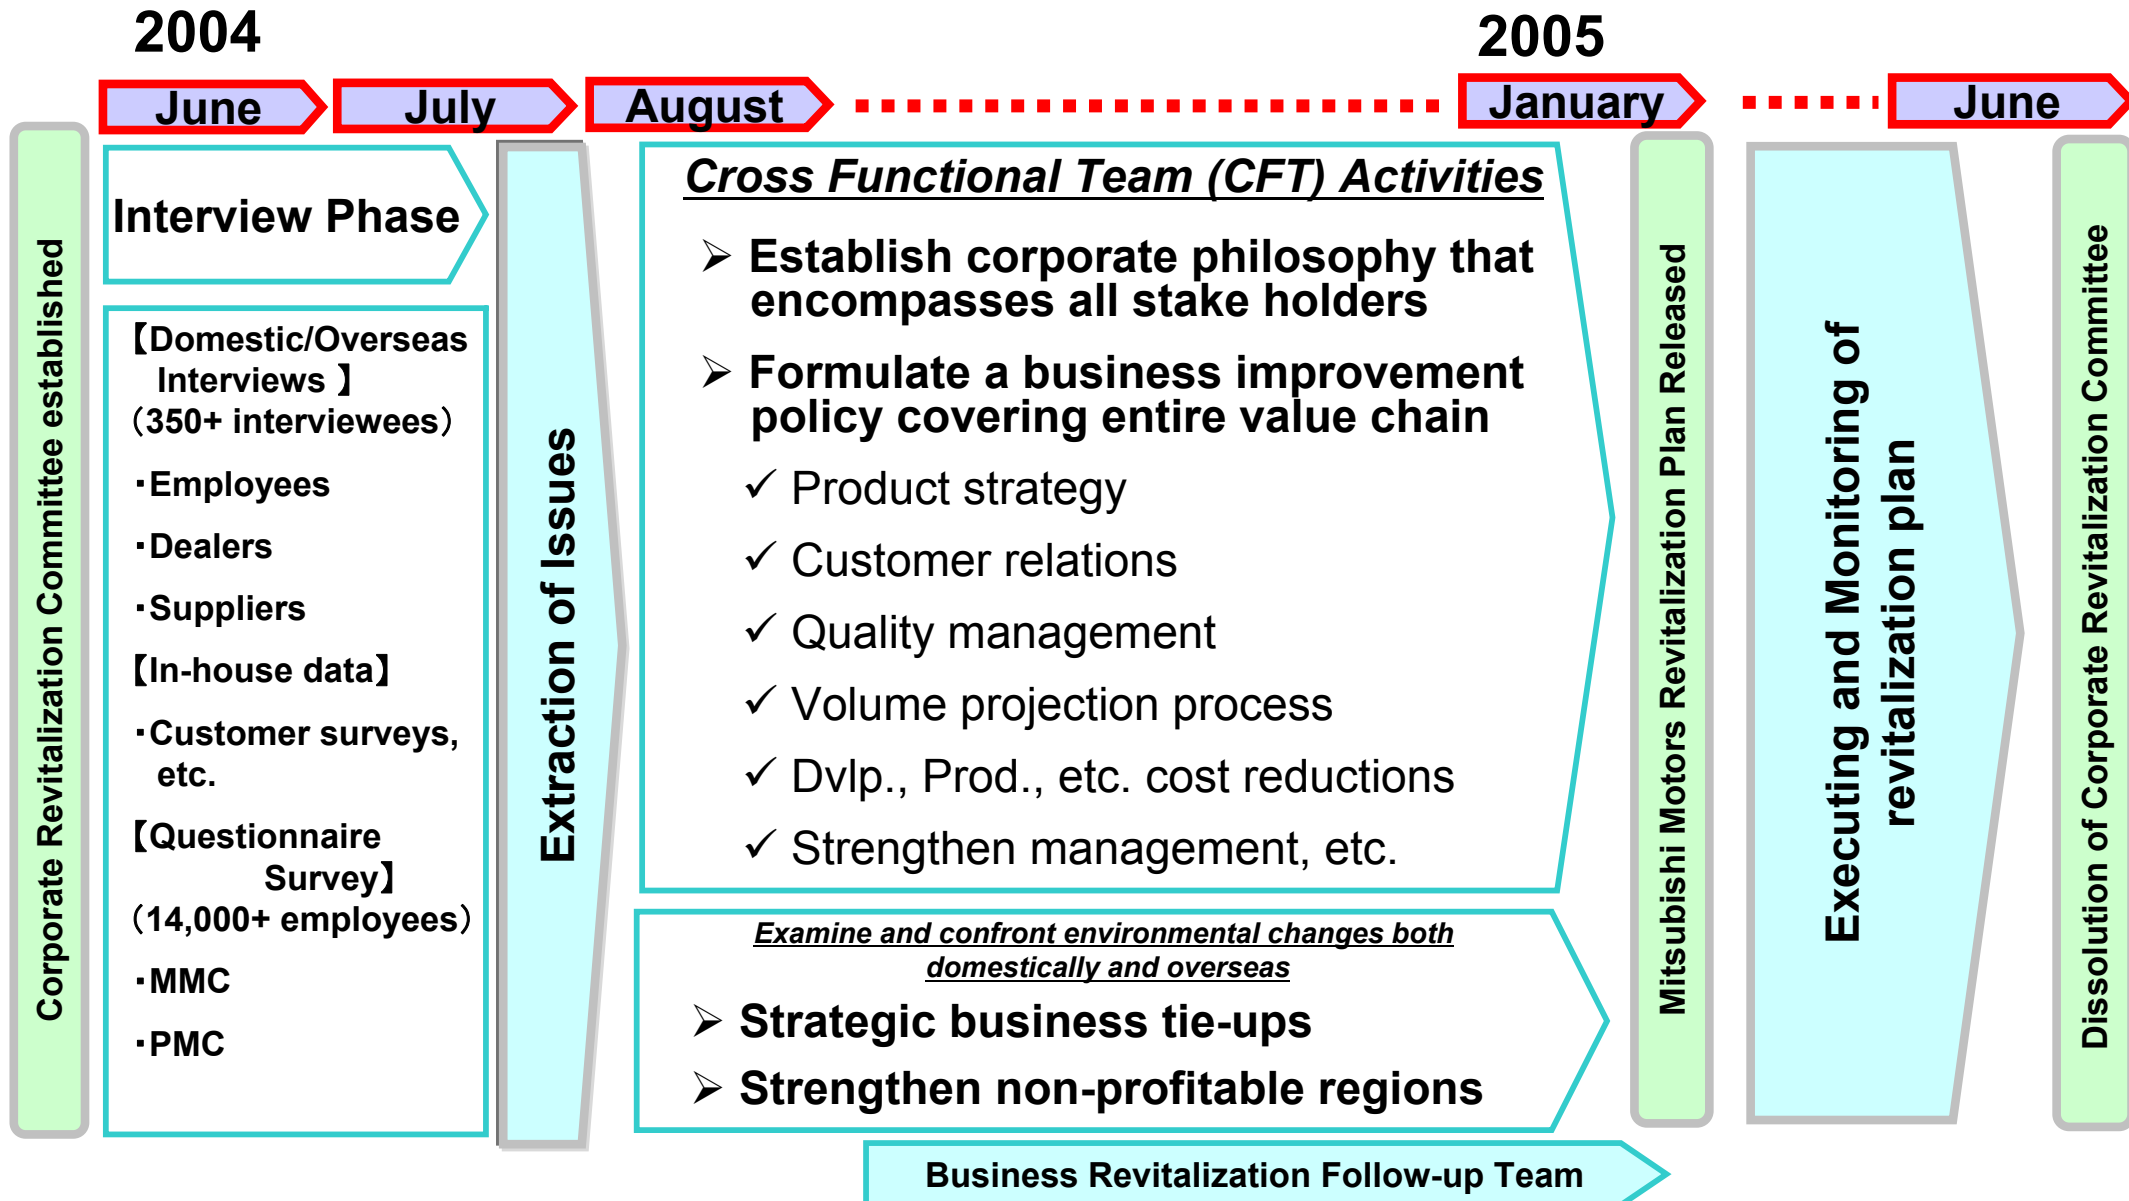 2004
2005
June
July
August
January
June
Corporate Revitalization Committee established
Interview Phase
【Domestic/Overseas
Interviews 】
（350+ interviewees）
・Employees
・Dealers
・Suppliers
【In-house data】
・Customer surveys,
etc.
【Questionnaire
Survey】
（14,000+ employees）
・MMC
・PMC
Extraction of Issues
Cross Functional Team (CFT) Activities
➢ Establish corporate philosophy that
encompasses all stake holders
➢ Formulate a business improvement
policy covering entire value chain
✓ Product strategy
✓ Customer relations
✓ Quality management
✓ Volume projection process
✓ Dvlp., Prod., etc. cost reductions
✓ Strengthen management, etc.
Examine and confront environmental changes both
domestically and overseas
➢ Strategic business tie-ups
➢ Strengthen non-profitable regions
Business Revitalization Follow-up Team
Mitsubishi Motors Revitalization Plan Released
Executing and Monitoring of
revitalization plan
Dissolution of Corporate Revitalization Committee